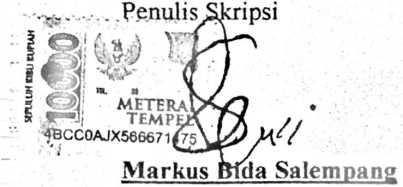 Penulis Skripsi
SEPULUH RIBU RUPIAH
10000
METERAI
TEMPEL
4BCC0AJX566671475
Markus Bida Salempang